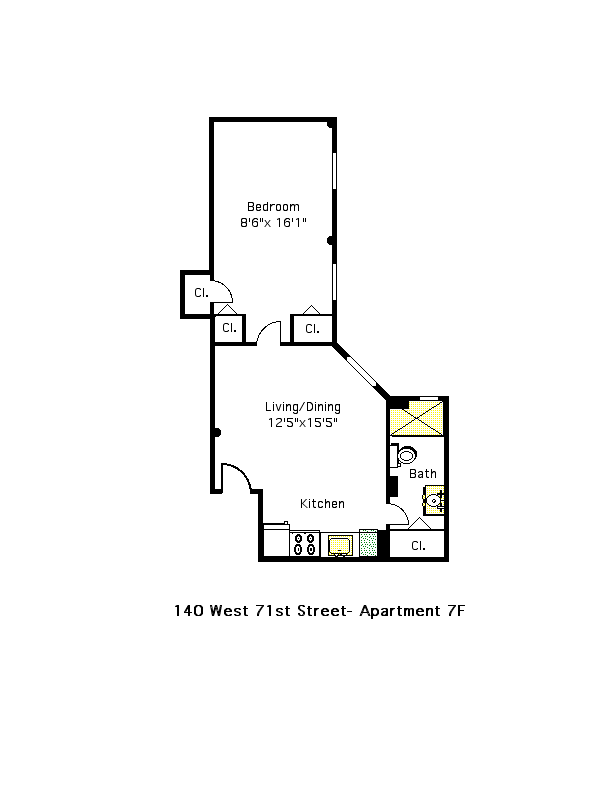 Bedroom
8'6"x 16'1"
Cl.
Cl.
Cl.
Living/Dining
12'5"x15'5"
Bath
Kitchen
Cl.
140 West 71st Street- Apartment 7F